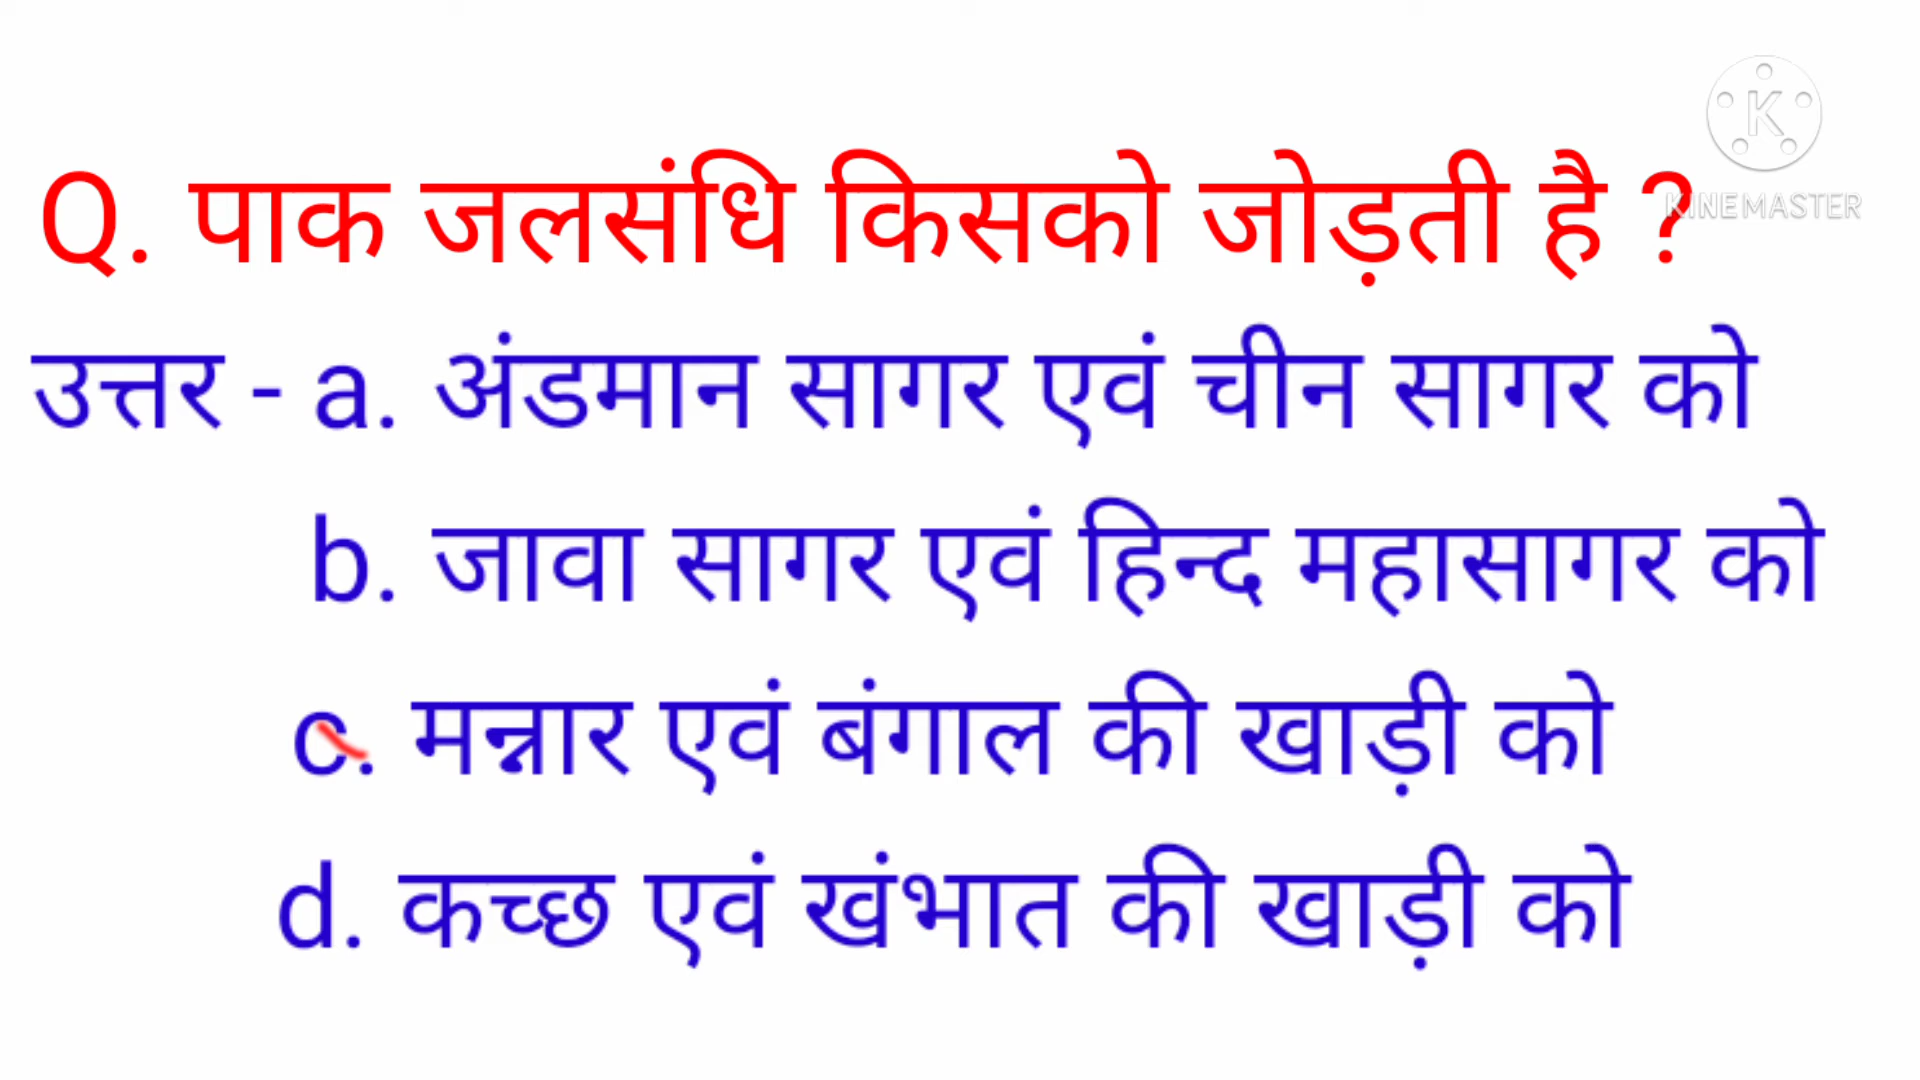 K
KINEMASTER
Q. पाक जलसंधि किसको जोड़ती है ?
उत्तर - a. अंडमान सागर एवं चीन सागर को
b. जावा सागर एवं हिन्द महासागर को
c. मन्नार एवं बंगाल की खाड़ी को
d. कच्छ एवं खंभात की खाड़ी को